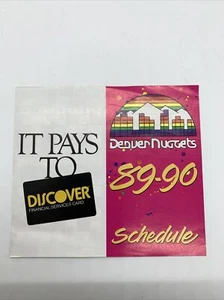 IT PAYS
TO
DISCOVER
FINANCIAL SERVICES CARD
Denver Nuggets
89-90
Schedule